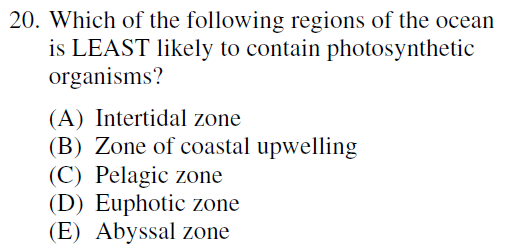 20. Which of the following regions of the ocean
is LEAST likely to contain photosynthetic
organisms?
(A) Intertidal zone
(B) Zone of coastal upwelling
(C) Pelagic zone
(D) Euphotic zone
(E) Abyssal zone